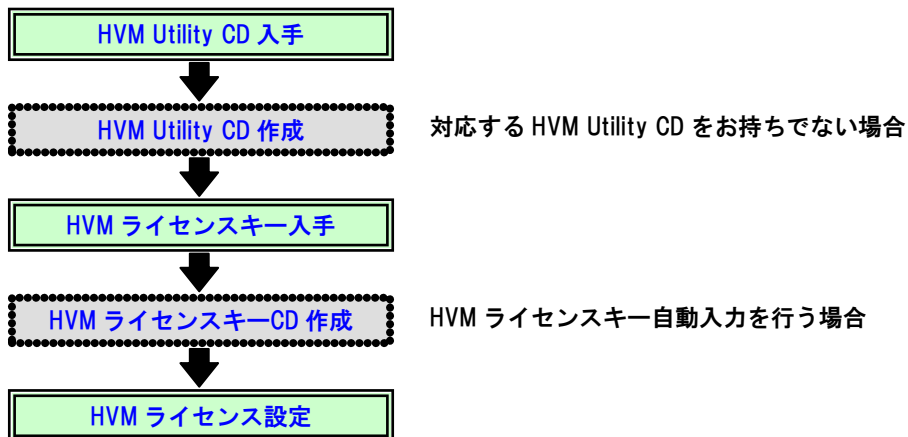 HVM Utility CD 入手
HVM Utility CD 作成
対応する HVM Utility CD をお持ちでない場合
HVM ライセンスキー入手
HVM ライセンスキーCD 作成
HVM ライセンスキー自動入力を行う場合
HVM ライセンス設定